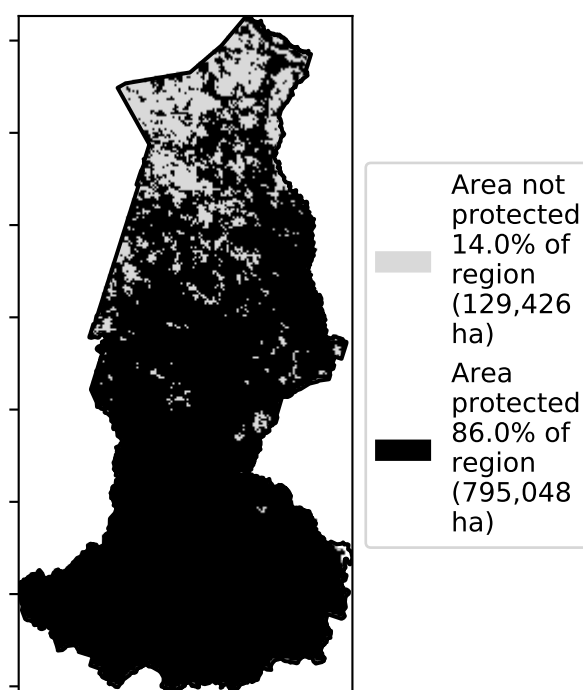 Area not
protected
14.0% of
region
(129,426
ha)
Area
protected
86.0% of
region
(795,048
ha)